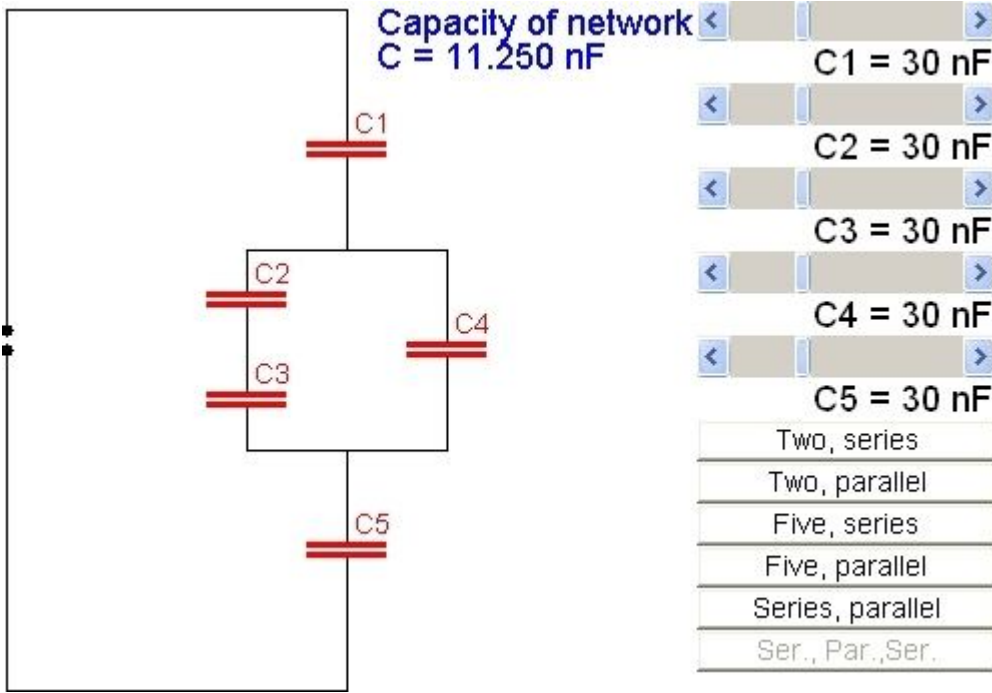 Capacity of network
C = 11.250 nF
C1 = 30 nF
C2 = 30 nF
C3 = 30 nF
C4 = 30 nF
C5 = 30 nF
C1
C2
C4
C3
C5
Two, series
Two, parallel
Five, series
Five, parallel
Series, parallel
Ser., Par.,Ser.